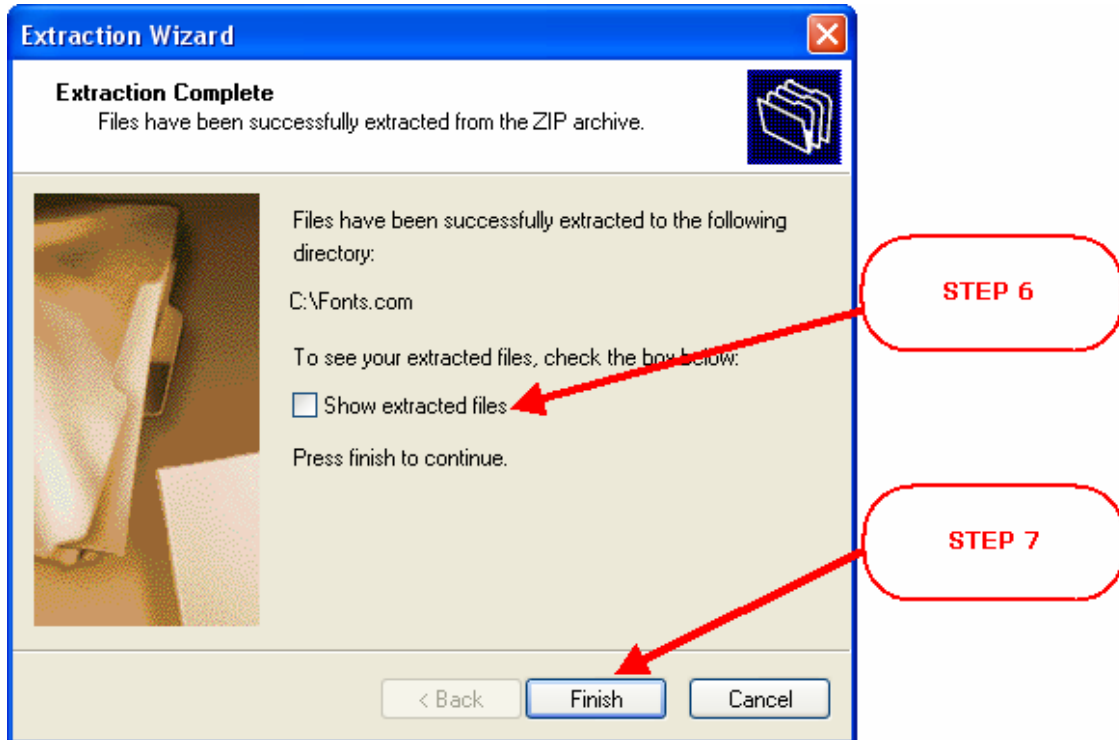 Extraction Wizard
Extraction Complete
Files have been successfully extracted from the ZIP archive.
Files have been successfully extracted to the following
directory:
C:\Fonts.com
To see your extracted files, check the box below:
Show extracted files
Press finish to continue.
STEP 6
STEP 7
< Back Finish Cancel